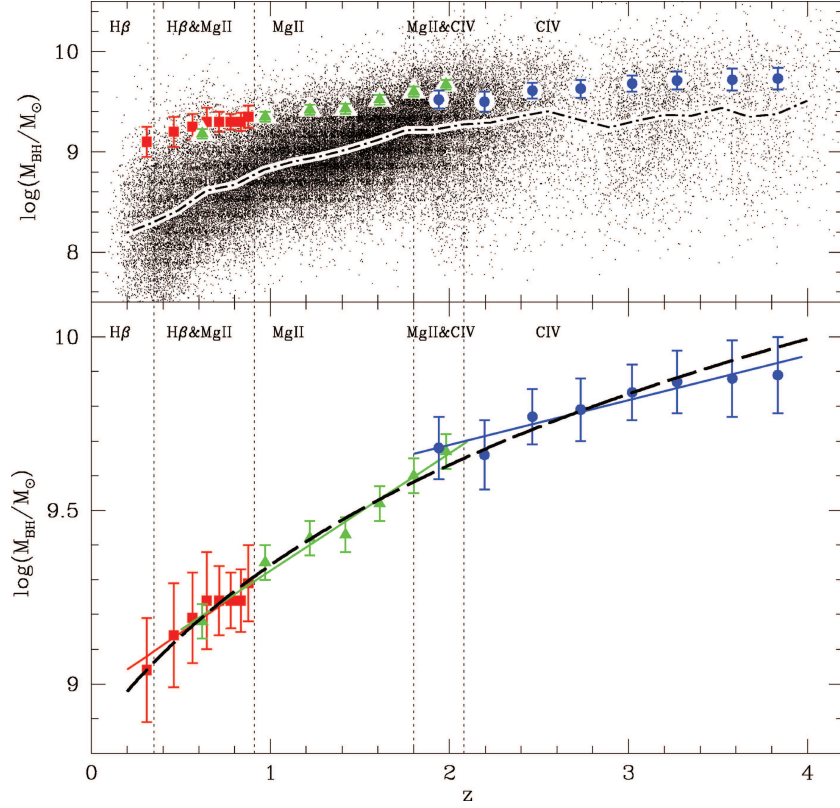 Hβ Hβ&MgII MgII MgII&CIV CIV
10
9
8
log(M_BH/M_⊙)
Hβ Hβ&MgII MgII MgII&CIV CIV
10
9.5
9
log(M_BH/M_⊙)
0 1 2 3 4
z